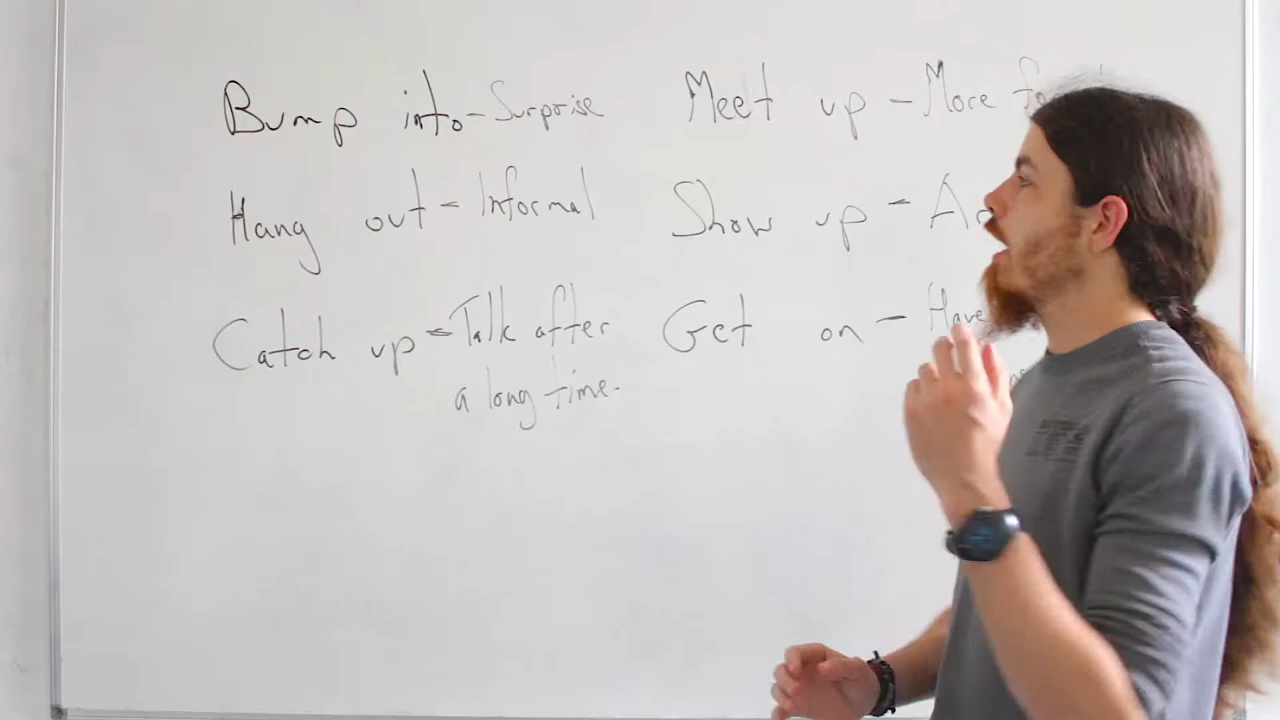 Bump into - Surprise
Hang out - Informal
Catch up - Talk after
a long time.
Meet up - More
Show up -
Get on - Have